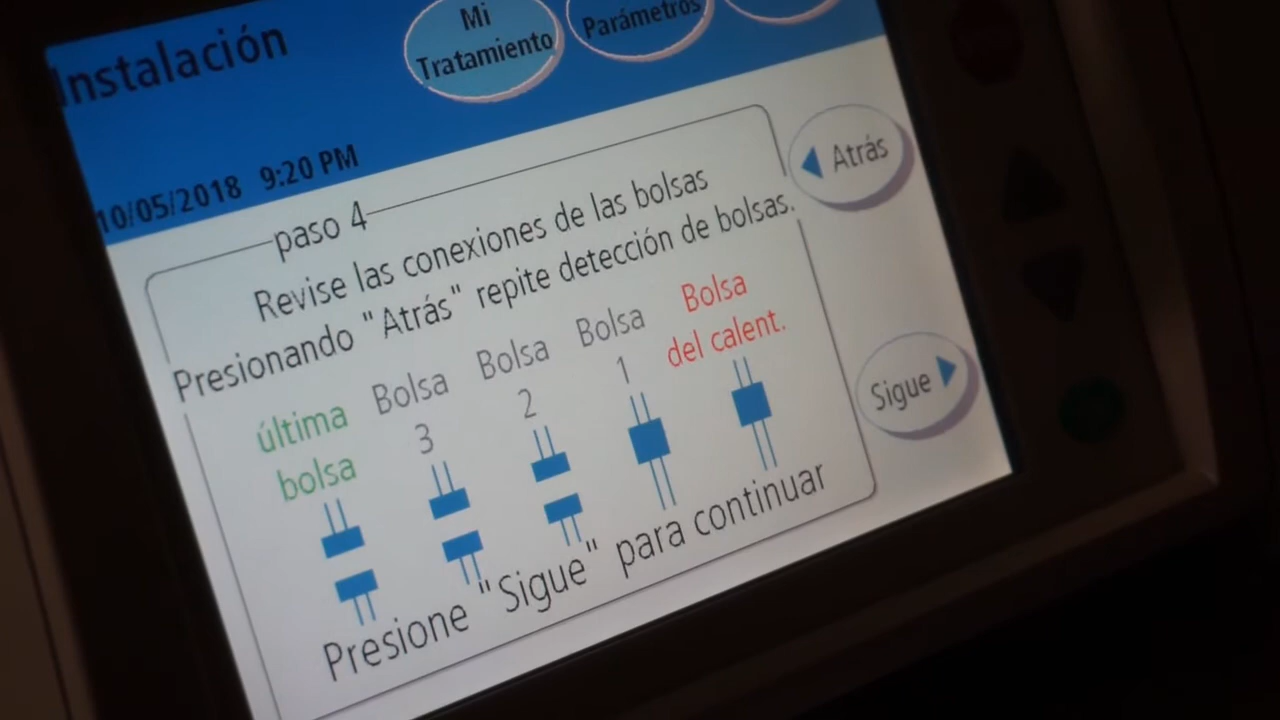 Instalación
Mi
Tratamiento
Parámetros
10/05/2018 9:20 PM
Atrás
paso 4
Revise las conexiones de las bolsas
Presionando "Atrás" repite detección de bolsas.
última
bolsa
Bolsa
3
Bolsa
2
Bolsa
1
Bolsa
del calent.
Sigue
Presione "Sigue" para continuar